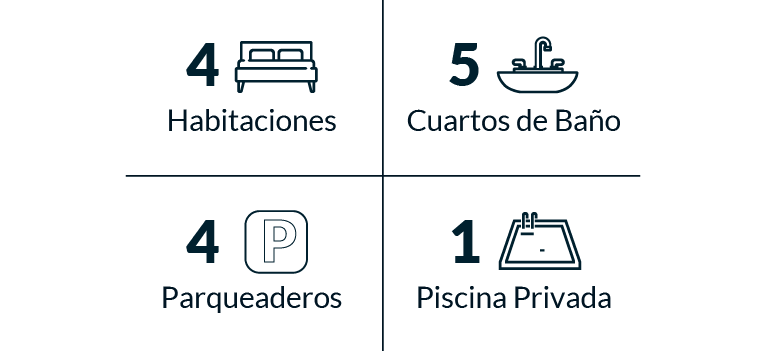 4
Habitaciones
5
Cuartos de Baño
4 P
Parqueaderos
1
Piscina Privada